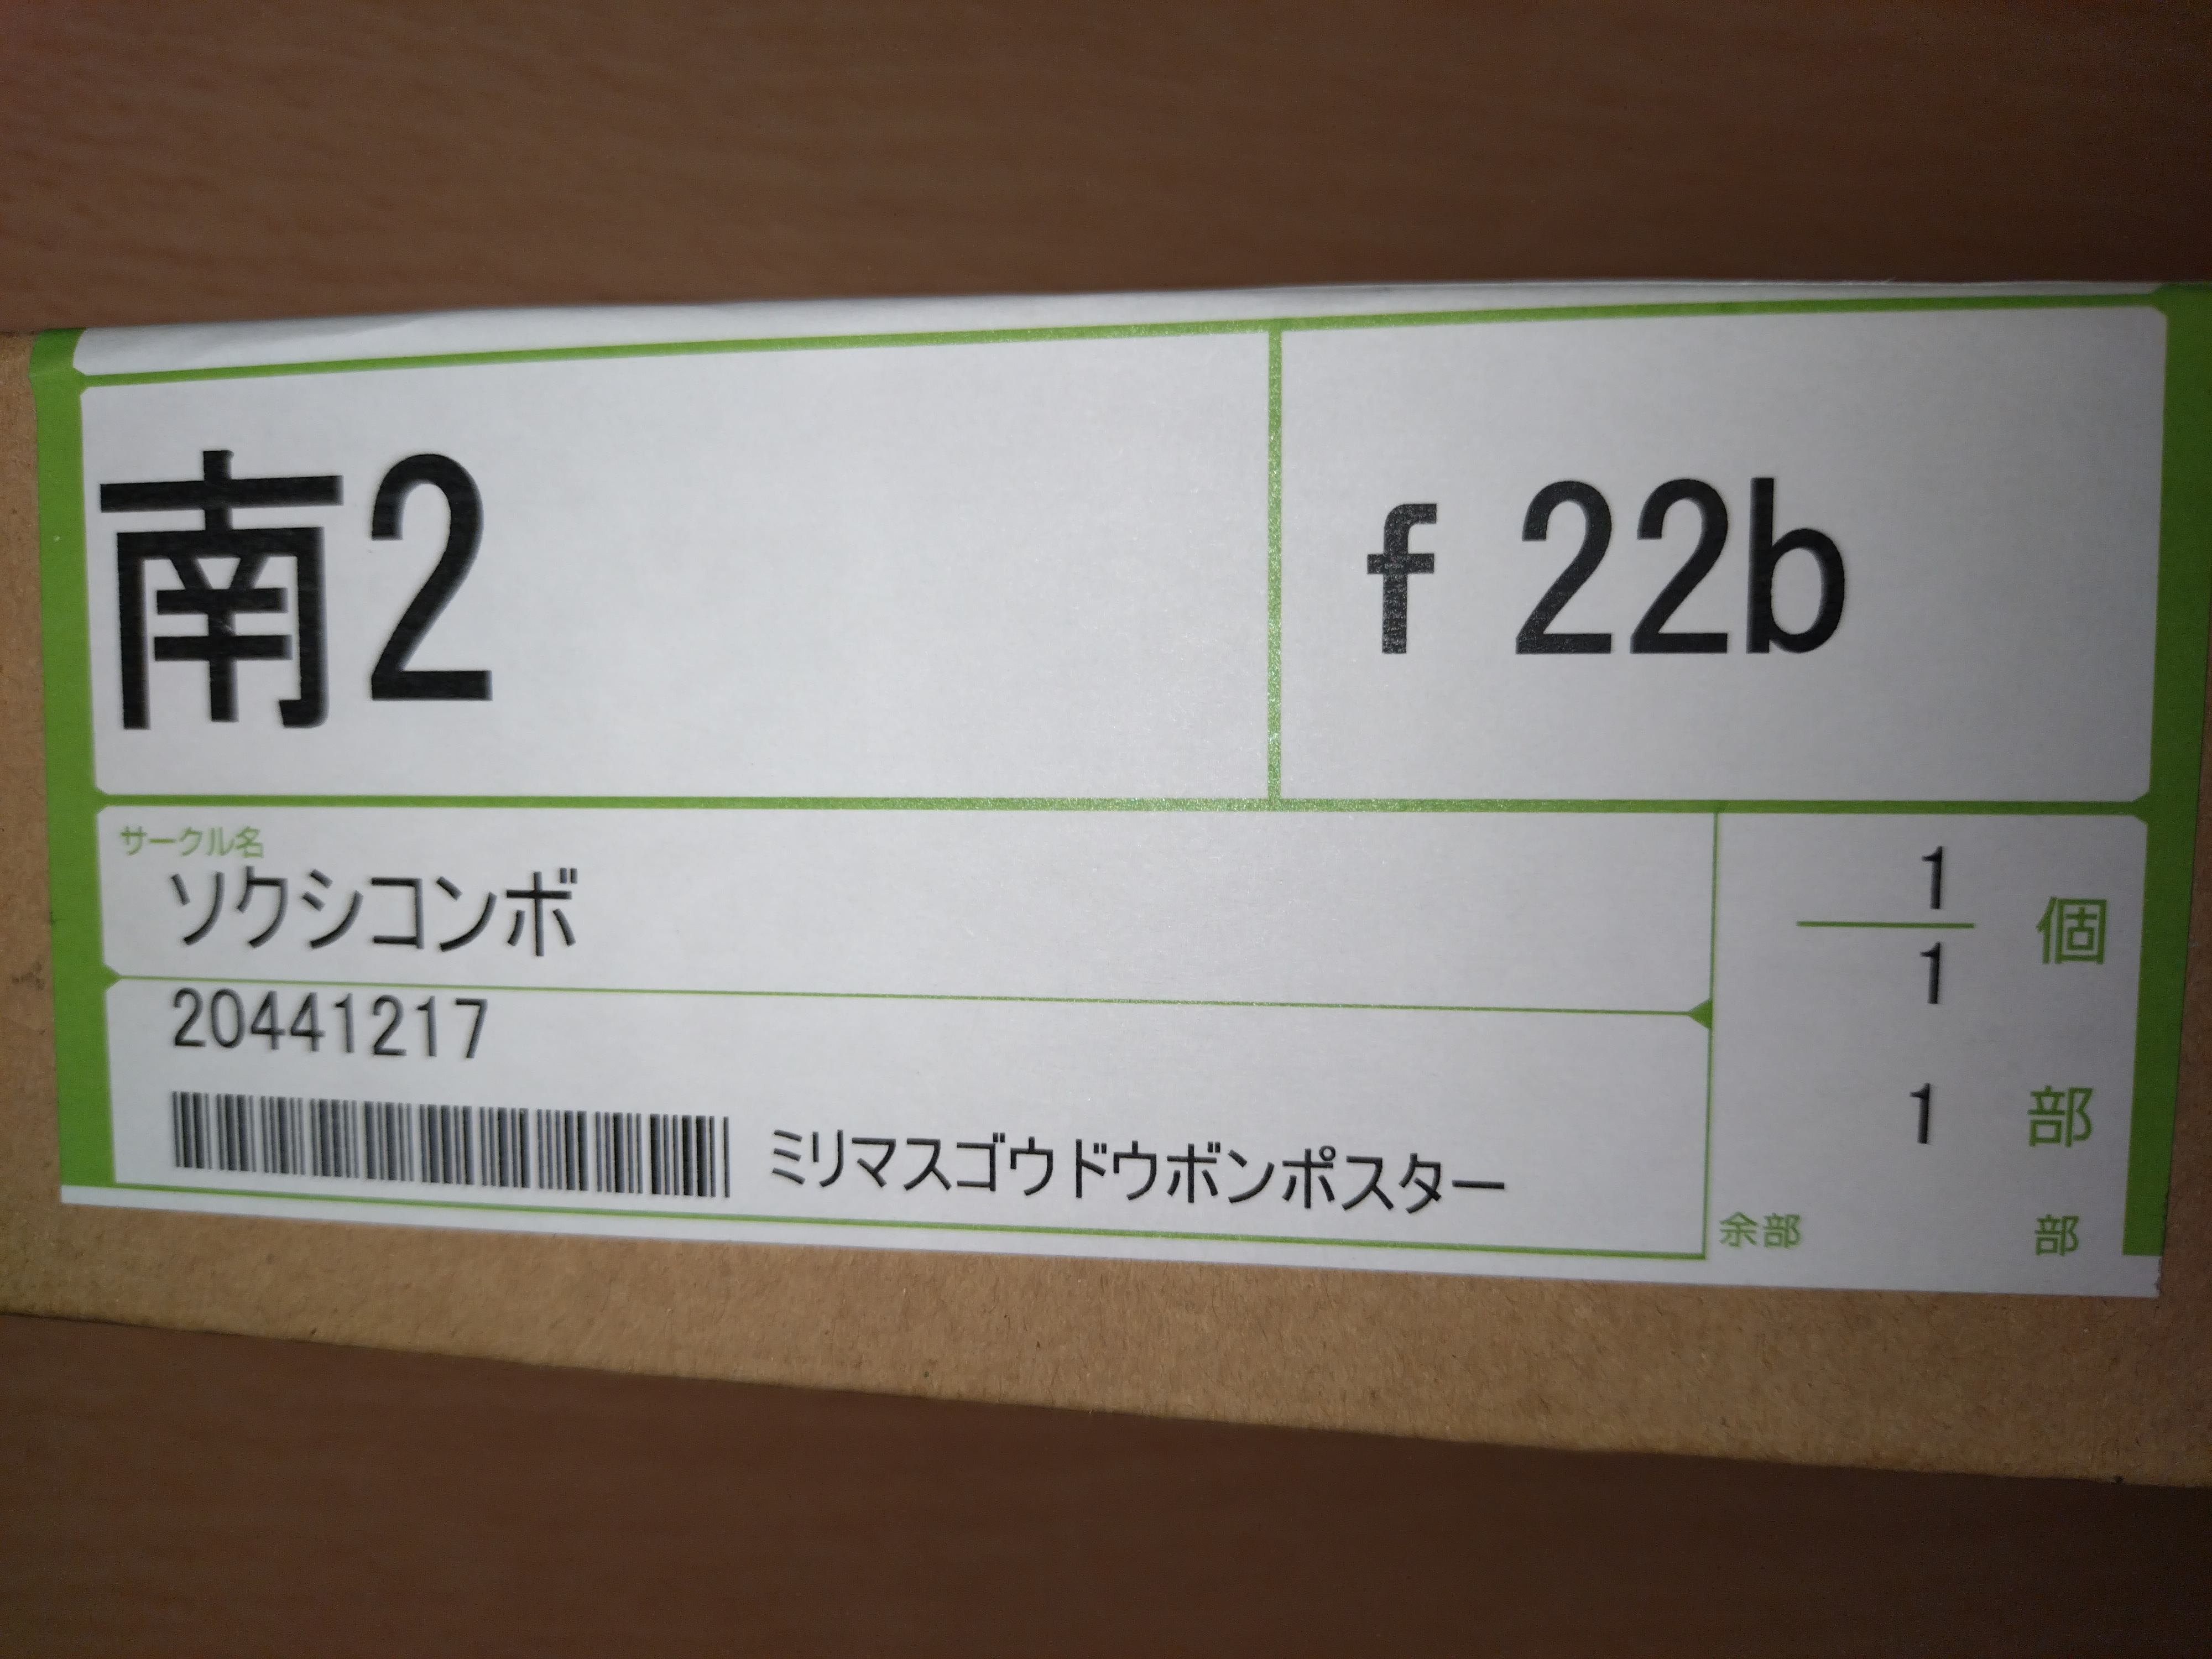 南2
f 22b
サークル名
ソクシコンボ
1
1
個
20441217
ミリマスゴウドウボンポスター
1 部
余部 部